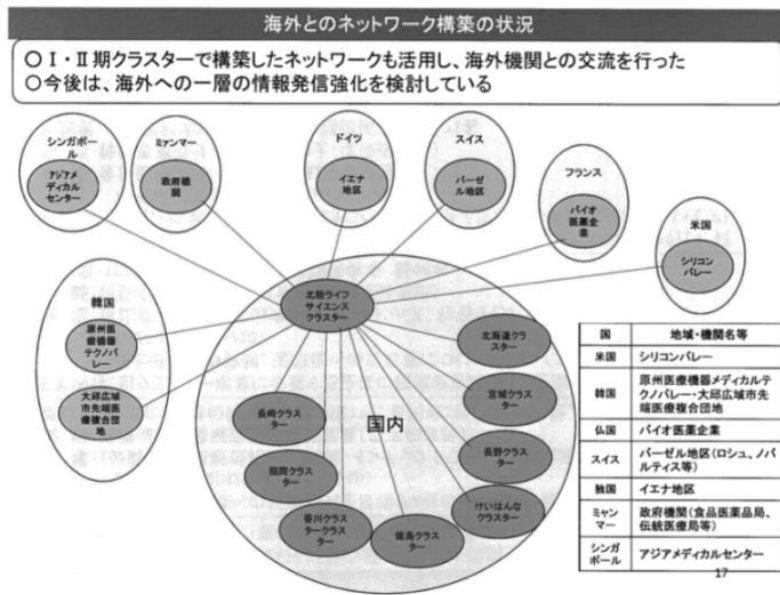 海外とのネットワーク構築の状況
○Ⅰ・Ⅱ期クラスターで構築したネットワークも活用し、海外機関との交流を行った
○今後は、海外への一層の情報発信強化を検討している
シンガポー
ル
アジアメ
ディカル
センター
ミャンマー
政府機
関
ドイツ
イエナ
地区
スイス
バーゼ
ル地区
フランス
バイオ
医薬企
業
米国
シリコン
バレー
韓国
原州医
療機器
テクノバ
レー
大邱広域
市先端医
療複合団
地
北陸ライフ
サイエンス
クラスター
国内
北海道クラ
スター
宮城クラス
ター
長野クラス
ター
けいはんな
クラスター
徳島クラス
ター
香川クラス
タークラス
ター
福岡クラス
ター
長崎クラス
ター
国 地域・機関名等
米国 シリコンバレー
韓国 原州医療機器メディカルテ
クノバレー・大邱広域市先
端医療複合団地
仏国 バイオ医薬企業
スイス バーゼル地区(ロシュ、ノバ
ルティス等)
独国 イエナ地区
ミャン
マー 政府機関(食品医薬品局、
伝統医療局等)
シンガ
ポール アジアメディカルセンター
17